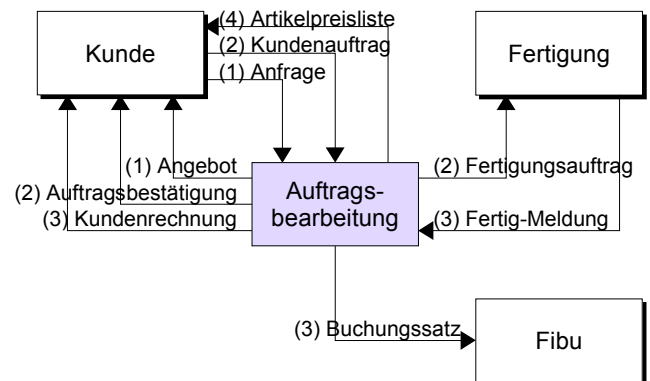 (4) Artikelpreisliste
Kunde
(2) Kundenauftrag
Fertigung
(1) Anfrage
(1) Angebot
(2) Auftragsbestätigung
(3) Kundenrechnung
Auftrags-
bearbeitung
(2) Fertigungsauftrag
(3) Fertig-Meldung
(3) Buchungssatz
Fibu